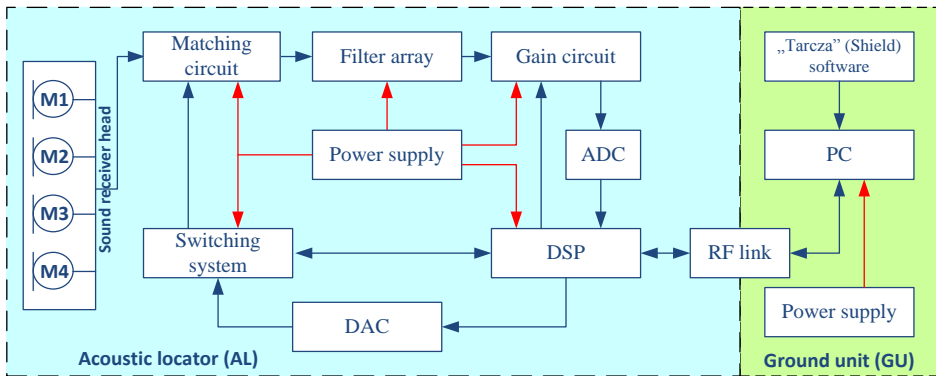 M1
M2
M3
M4
Sound receiver head
Matching
circuit
Filter array
Gain circuit
Power supply
ADC
Switching
system
DSP
DAC
Acoustic locator (AL)
RF link
„Tarcza” (Shield)
software
PC
Power supply
Ground unit (GU)